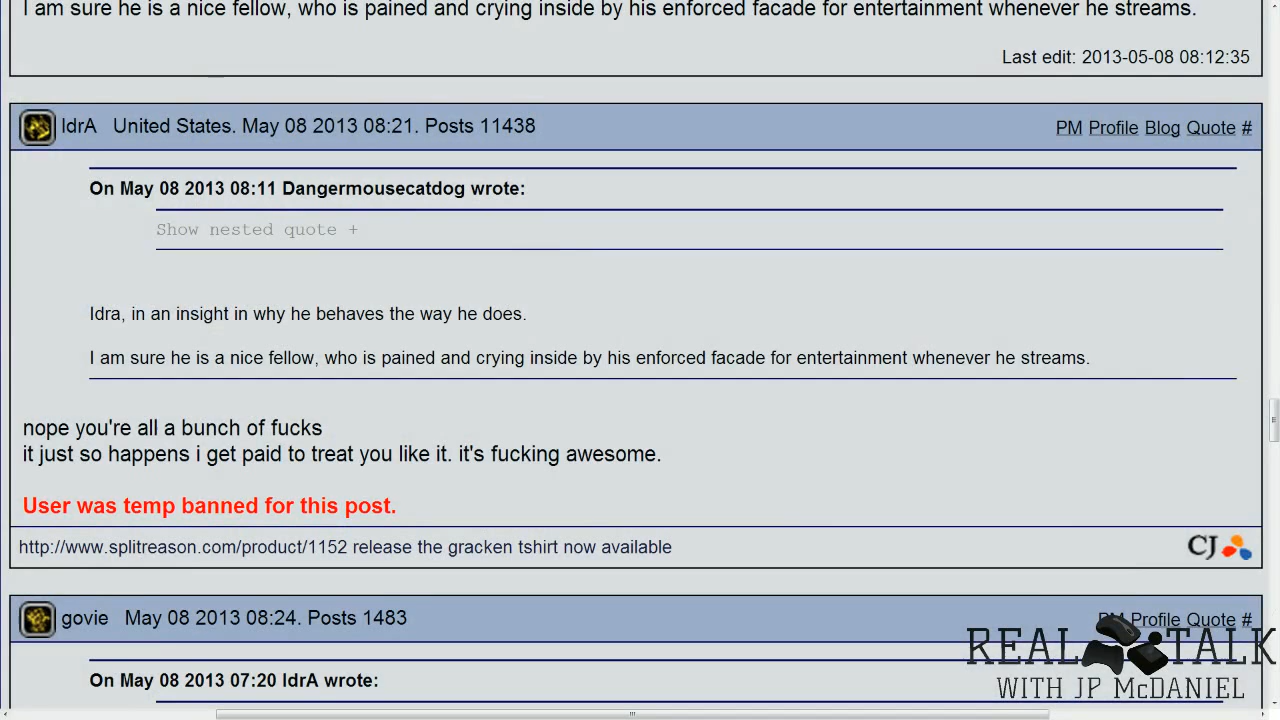 I am sure he is a nice fellow, who is pained and crying inside by his enforced facade for entertainment whenever he streams.
Last edit: 2013-05-08 08:12:35
IdrA United States. May 08 2013 08:21. Posts 11438
PM Profile Blog Quote #
On May 08 2013 08:11 Dangermousecatdog wrote:
Show nested quote +
Idra, in an insight in why he behaves the way he does.
I am sure he is a nice fellow, who is pained and crying inside by his enforced facade for entertainment whenever he streams.
nope you're all a bunch of fucks
it just so happens i get paid to treat you like it. it's fucking awesome.
User was temp banned for this post.
http://www.splitreason.com/product/1152 release the gracken tshirt now available
CJ
govie May 08 2013 08:24. Posts 1483
PM Profile Quote #
On May 08 2013 07:20 IdrA wrote:
REAL TALK
WITH JP McDANIEL